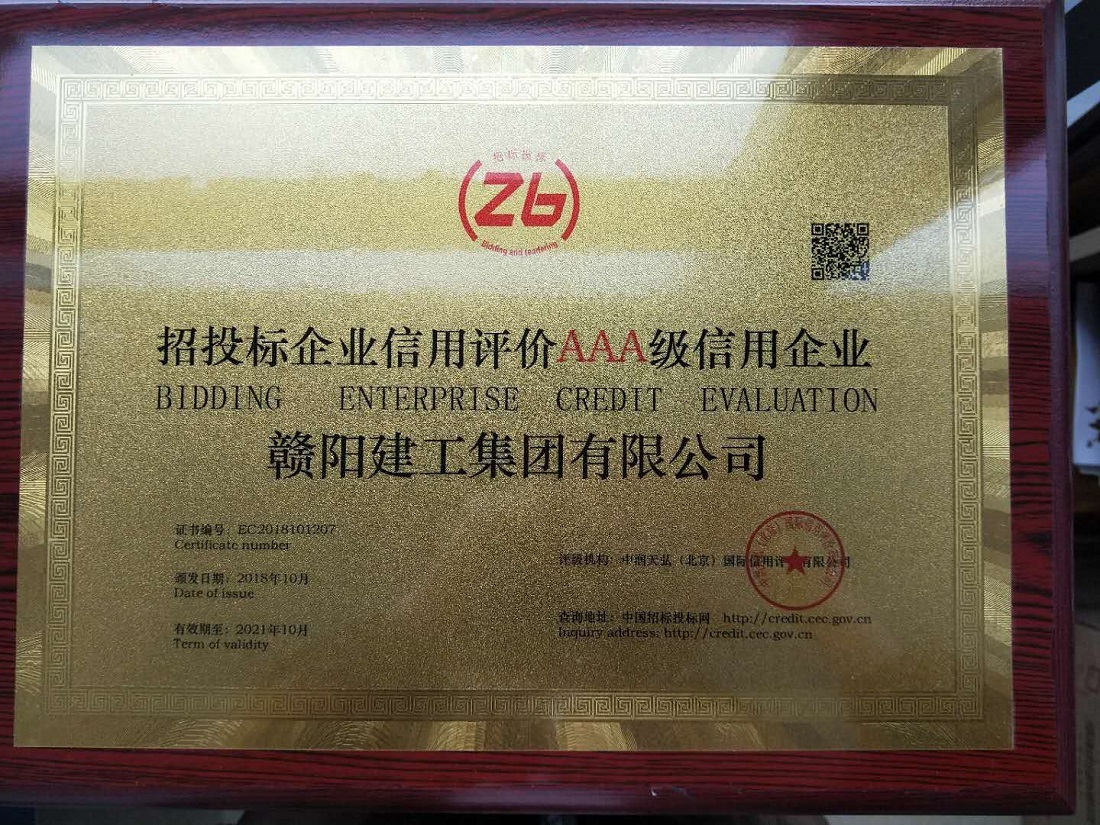 招标投标
Zb
Bidding and tendering
招投标企业信用评价AAA级信用企业
BIDDING ENTERPRISE CREDIT EVALUATION
赣阳建工集团有限公司
证书编号：EC2018101207
Certificate number
颁发日期：2018年10月
Date of issue
有效期至：2021年10月
Term of validity
评级机构：中润天弘（北京）国际信用评 有限公司
查询地址：中国招标投标网 http://credit.cec.gov.cn
Inquiry address: http://credit.cec.gov.cn